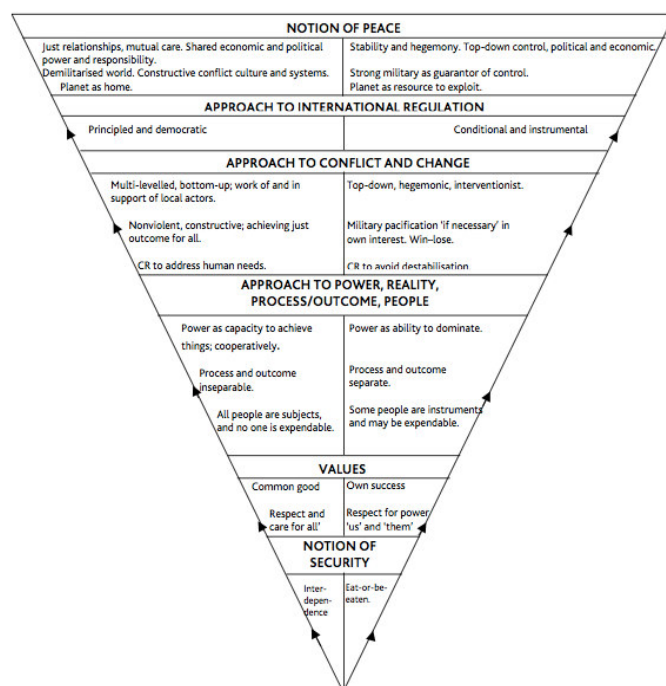 NOTION OF PEACE
Just relationships, mutual care. Shared economic and political
power and responsibility.
Demilitarised world. Constructive conflict culture and systems.
Planet as home.
Stability and hegemony. Top-down control, political and economic.
Strong military as guarantor of control.
Planet as resource to exploit.
APPROACH TO INTERNATIONAL REGULATION
Principled and democratic
Conditional and instrumental
APPROACH TO CONFLICT AND CHANGE
Multi-levelled, bottom-up; work of and in
support of local actors.
Nonviolent, constructive; achieving just
outcome for all.
CR to address human needs.
Top-down, hegemonic, interventionist.
Military pacification 'if necessary' in
own interest. Win–lose.
CR to avoid destabilisation.
APPROACH TO POWER, REALITY,
PROCESS/OUTCOME, PEOPLE
Power as capacity to achieve
things; cooperatively.
Process and outcome
inseparable.
All people are subjects,
and no one is expendable.
Power as ability to dominate.
Process and outcome
separate.
Some people are instruments
and may be expendable.
VALUES
Common good
Respect and
care for all'
Own success
Respect for power
'us' and 'them'
NOTION OF
SECURITY
Inter-
depen-
dence
Eat-or-be-
eaten.